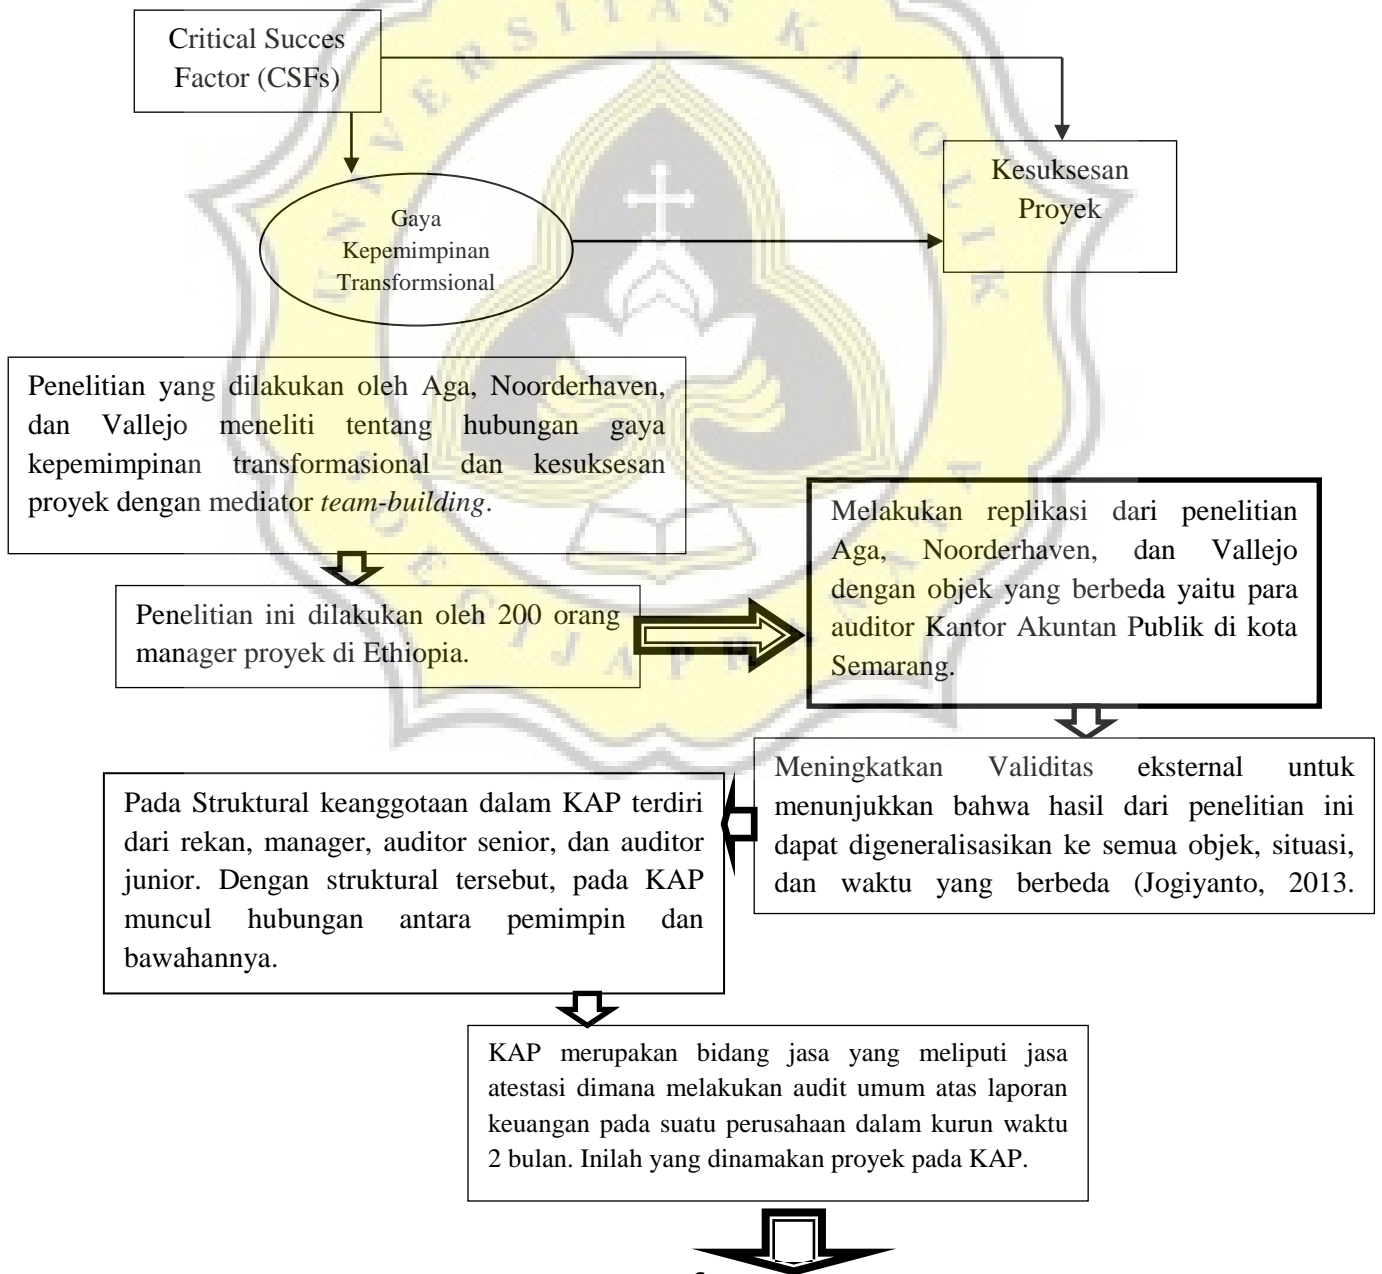 Critical Succes
Factor (CSFs)
Kesuksesan
Proyek
Gaya
Kepemimpinan
Transformsional
Penelitian yang dilakukan oleh Aga, Noorderhaven,
dan Vallejo meneliti tentang hubungan gaya
kepemimpinan transformasional dan kesuksesan
proyek dengan mediator team-building.
Penelitian ini dilakukan oleh 200 orang
manager proyek di Ethiopia.
Melakukan replikasi dari penelitian
Aga, Noorderhaven, dan Vallejo
dengan objek yang berbeda yaitu para
auditor Kantor Akuntan Publik di kota
Semarang.
Meningkatkan Validitas eksternal untuk
menunjukkan bahwa hasil dari penelitian ini
dapat digeneralisasikan ke semua objek, situasi,
dan waktu yang berbeda (Jogiyanto, 2013.
Pada Struktural keanggotaan dalam KAP terdiri
dari rekan, manager, auditor senior, dan auditor
junior. Dengan struktural tersebut, pada KAP
muncul hubungan antara pemimpin dan
bawahannya.
KAP merupakan bidang jasa yang meliputi jasa
atestasi dimana melakukan audit umum atas laporan
keuangan pada suatu perusahaan dalam kurun waktu
2 bulan. Inilah yang dinamakan proyek pada KAP.